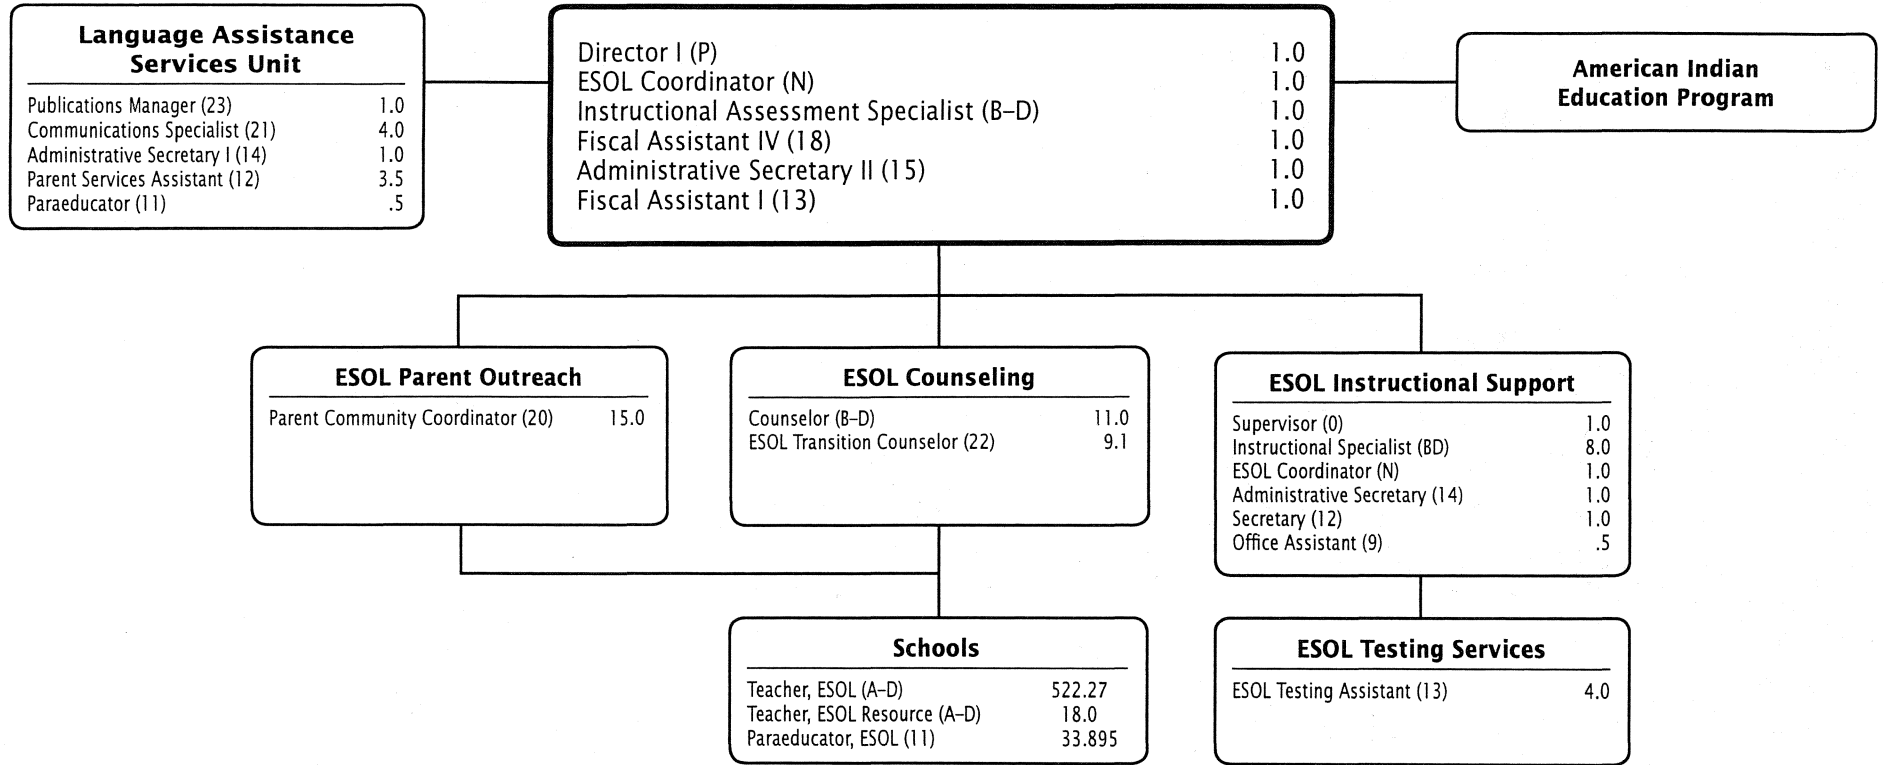 Language Assistance
Services Unit
Publications Manager (23) 1.0
Communications Specialist (21) 4.0
Administrative Secretary I (14) 1.0
Parent Services Assistant (12) 3.5
Paraeducator (11) .5
Director I (P) 1.0
ESOL Coordinator (N) 1.0
Instructional Assessment Specialist (B–D) 1.0
Fiscal Assistant IV (18) 1.0
Administrative Secretary II (15) 1.0
Fiscal Assistant I (13) 1.0
American Indian
Education Program
ESOL Parent Outreach
Parent Community Coordinator (20) 15.0
ESOL Counseling
Counselor (B–D) 11.0
ESOL Transition Counselor (22) 9.1
ESOL Instructional Support
Supervisor (0) 1.0
Instructional Specialist (BD) 8.0
ESOL Coordinator (N) 1.0
Administrative Secretary (14) 1.0
Secretary (12) 1.0
Office Assistant (9) .5
Schools
Teacher, ESOL (A–D) 522.27
Teacher, ESOL Resource (A–D) 18.0
Paraeducator, ESOL (11) 33.895
ESOL Testing Services
ESOL Testing Assistant (13) 4.0